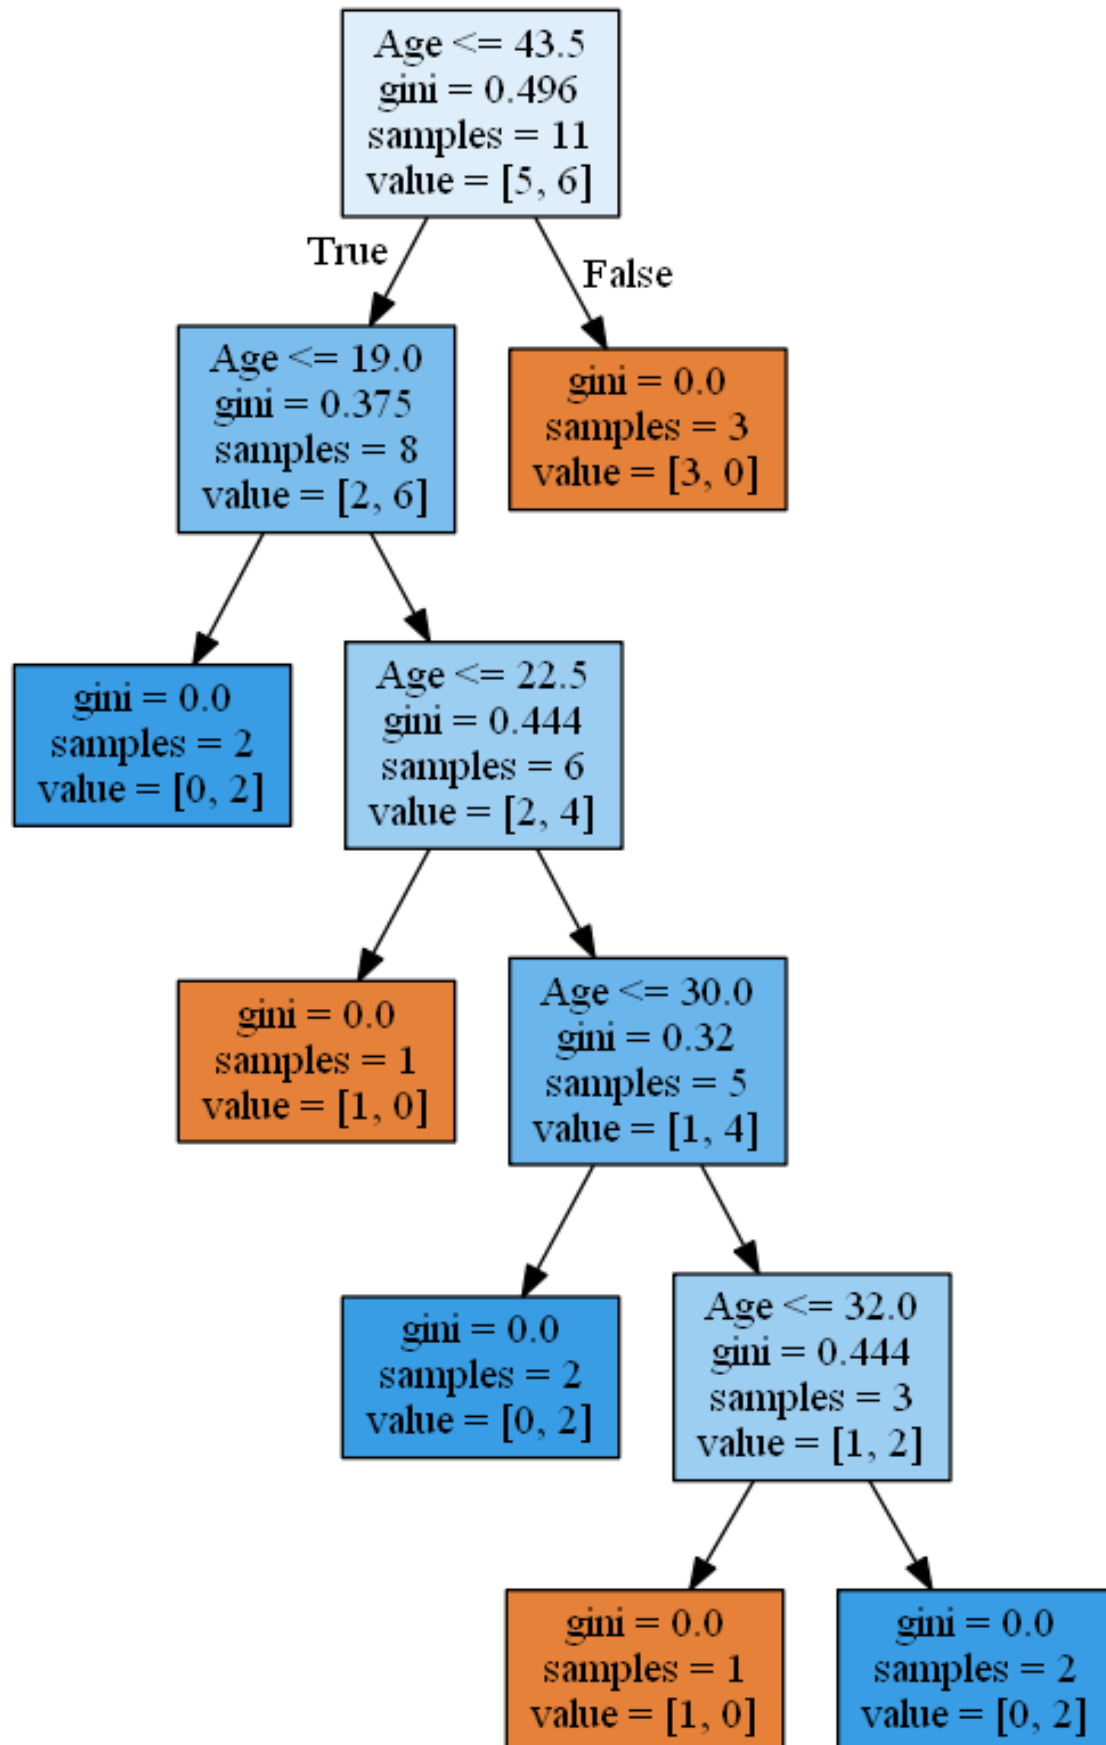 Age <= 43.5
gini = 0.496
samples = 11
value = [5, 6]
True
False
Age <= 19.0
gini = 0.375
samples = 8
value = [2, 6]
gini = 0.0
samples = 3
value = [3, 0]
gini = 0.0
samples = 2
value = [0, 2]
Age <= 22.5
gini = 0.444
samples = 6
value = [2, 4]
gini = 0.0
samples = 1
value = [1, 0]
Age <= 30.0
gini = 0.32
samples = 5
value = [1, 4]
gini = 0.0
samples = 2
value = [0, 2]
Age <= 32.0
gini = 0.444
samples = 3
value = [1, 2]
gini = 0.0
samples = 1
value = [1, 0]
gini = 0.0
samples = 2
value = [0, 2]